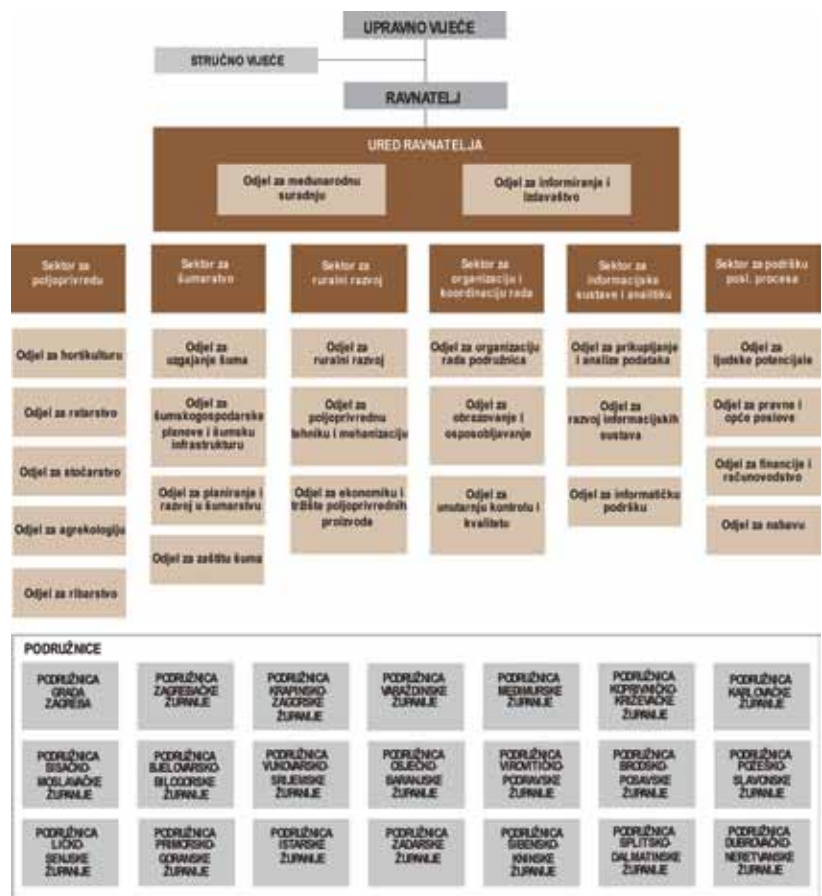 UPRAVNO VIJEĆE
STRUČNO VIJEĆE
RAVNATELJ
URED RAVNATELJA
Odjel za međunarodnu
suradnju
Odjel za informiranje i
izdavaštvo
Sektor za
poljoprivredu
Sektor za
šumarstvo
Sektor za
ruralni razvoj
Sektor za
organizaciju i
koordinaciju rada
Sektor za
informacijske
sustave i analitiku
Sektor za podršku
posl. procesa
Odjel za hortikulturu
Odjel za ratarstvo
Odjel za stočarstvo
Odjel za agrekologiju
Odjel za ribarstvo
Odjel za
uzgajanje šuma
Odjel za
šumskogospodarske
planove i šumsku
infrastrukturu
Odjel za planiranje i
razvoj u šumarstvu
Odjel za zaštitu šuma
Odjel za
ruralni razvoj
Odjel za
poljoprivrednu
tehniku i mehanizaciju
Odjel za ekonomiku i
tržište poljoprivrednih
proizvoda
Odjel za organizaciju
rada podružnica
Odjel za
obrazovanje i
osposobljavanje
Odjel za
unutarnju kontrolu i
kvalitetu
Odjel za prikupljanje
i analize podataka
Odjel za
razvoj informacijskih
sustava
Odjel za informatičku
podršku
Odjel za
ljudske potencijale
Odjel za pravne i
opće poslove
Odjel za financije i
računovodstvo
Odjel za nabavu
PODRUŽNICE
PODRUŽNICA
GRADA
ZAGREBA
PODRUŽNICA
ZAGREBAČKE
ŽUPANIJE
PODRUŽNICA
KRAPINSKO-
ZAGORSKE
ŽUPANIJE
PODRUŽNICA
VARAŽDINSKE
ŽUPANIJE
PODRUŽNICA
MEĐIMURSKE
ŽUPANIJE
PODRUŽNICA
KOPRIVNIČKO-
KRIŽEVAČKE
ŽUPANIJE
PODRUŽNICA
KARLOVAČKE
ŽUPANIJE
PODRUŽNICA
SISAČKO-
MOSLAVAČKE
ŽUPANIJE
PODRUŽNICA
BJELOVARSKO-
BILOGORSKE
ŽUPANIJE
PODRUŽNICA
VUKOVARSKO-
SRIJEMSKE
ŽUPANIJE
PODRUŽNICA
OSJEČKO-
BARANJSKE
ŽUPANIJE
PODRUŽNICA
VIROVITIČKO-
PODRAVSKE
ŽUPANIJE
PODRUŽNICA
BRODSKO-
POSAVSKE
ŽUPANIJE
PODRUŽNICA
POŽEŠKO-
SLAVONSKE
ŽUPANIJE
PODRUŽNICA
LIČKO-
SENJSKE
ŽUPANIJE
PODRUŽNICA
PRIMORSKO-
GORANSKE
ŽUPANIJE
PODRUŽNICA
ISTARSKE
ŽUPANIJE
PODRUŽNICA
ZADARSKE
ŽUPANIJE
PODRUŽNICA
ŠIBENSKO-
KNINSKE
ŽUPANIJE
PODRUŽNICA
SPLITSKO-
DALMATINSKE
ŽUPANIJE
PODRUŽNICA
DUBROVAČKO-
NERETVANSKE
ŽUPANIJE